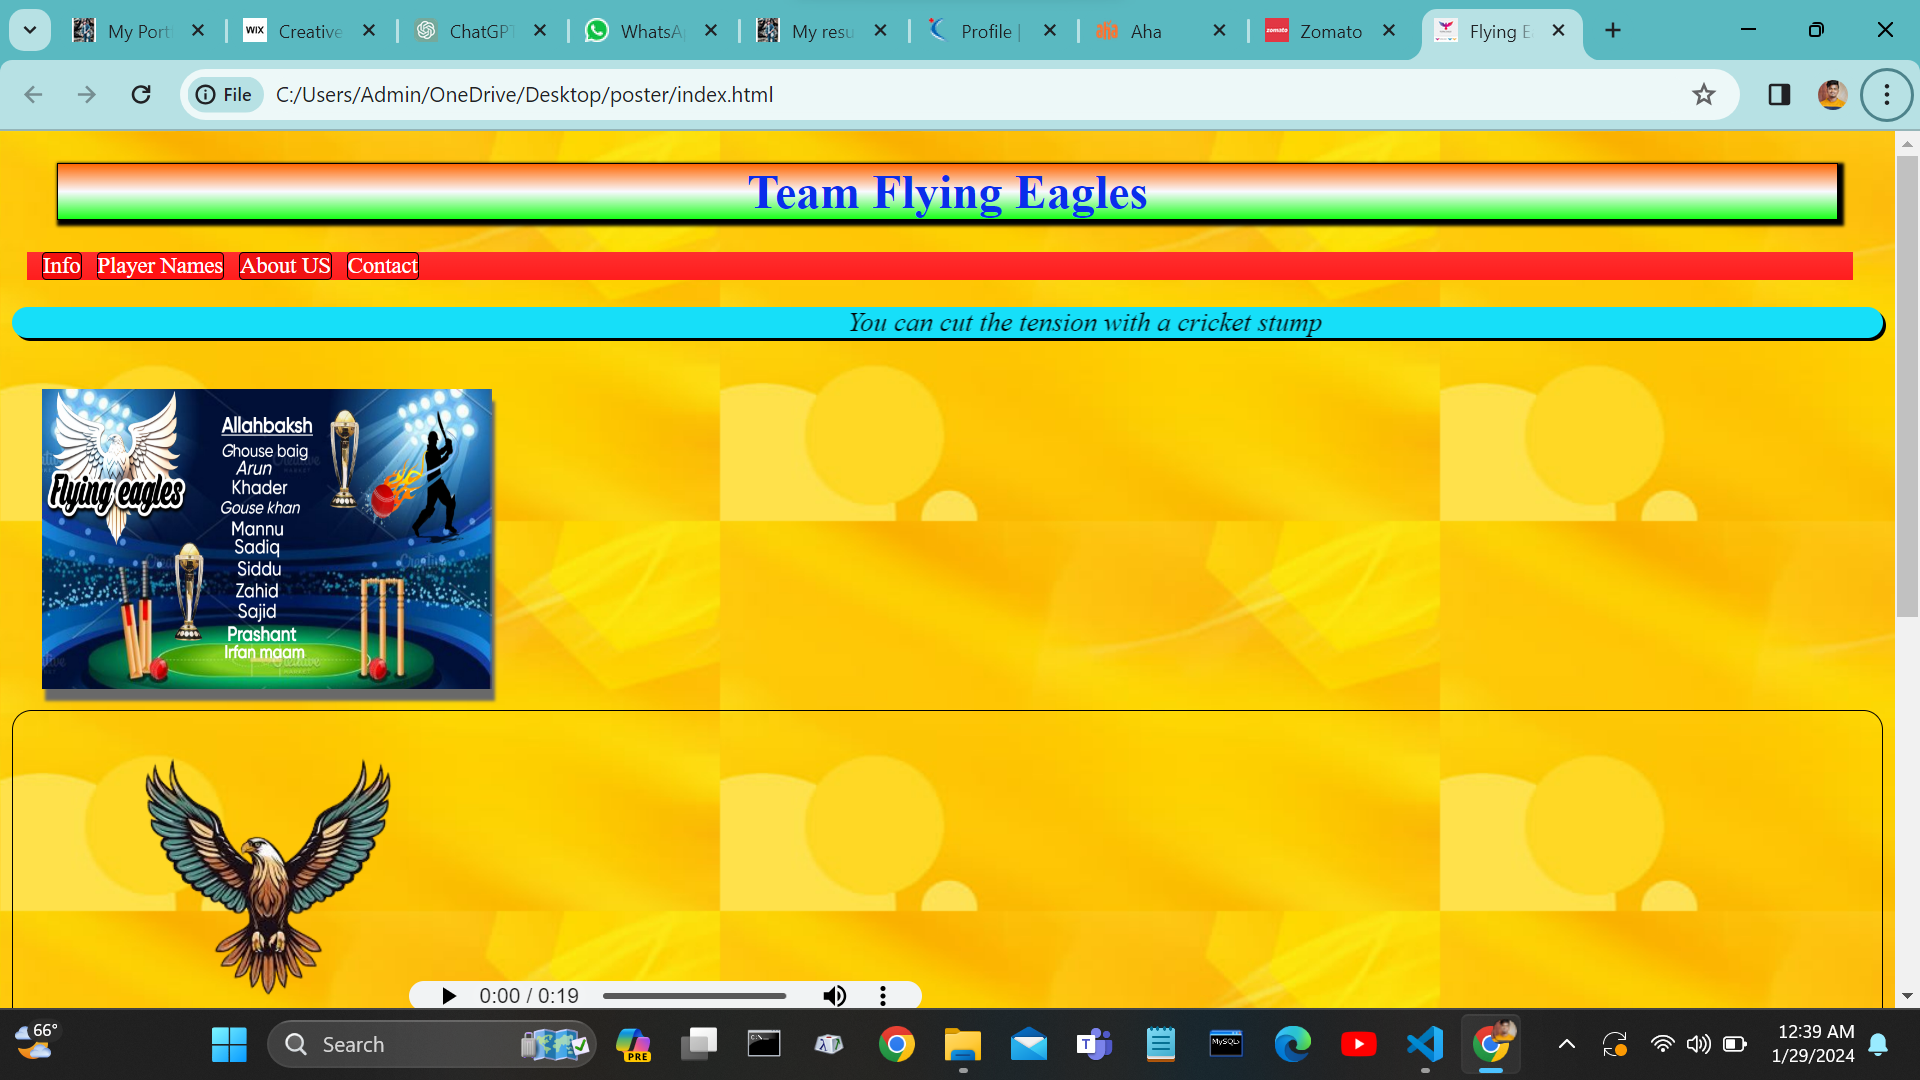 My Port
Creative
ChatGPT
WhatsA
My resu
Profile |
Aha
Zomato
Flying E
File
C:/Users/Admin/OneDrive/Desktop/poster/index.html
Team Flying Eagles
Info Player Names About US Contact
You can cut the tension with a cricket stump
Flying eagles
Allahbaksh
Ghouse baig
Arun
Khader
Gouse khan
Mannu
Sadiq
Siddu
Zahid
Sajid
Prashant
Irfan maam
0:00 / 0:19
66°
Search
PRE
MySQL
12:39 AM
1/29/2024